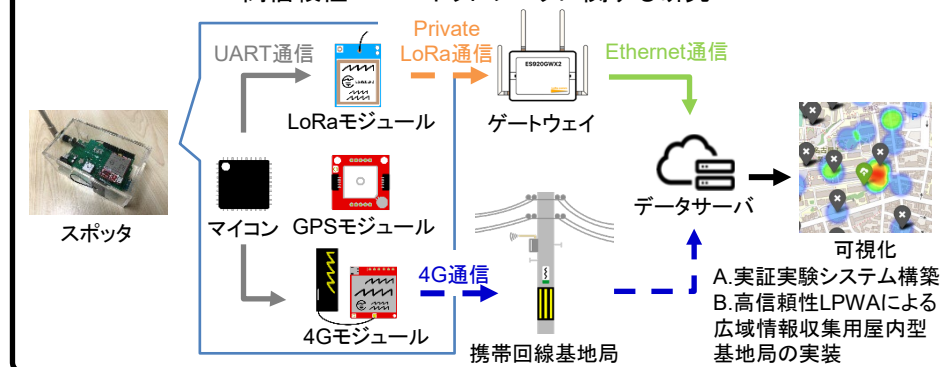 UART通信
Private
LoRa通信
ES920GWX2
Ethernet通信
LoRaモジュール
ゲートウェイ
スポッタ
マイコン
GPSモジュール
データサーバ
可視化
4G通信
4Gモジュール
携帯回線基地局
A.実証実験システム構築
B.高信頼性LPWAによる
広域情報収集用屋内型
基地局の実装